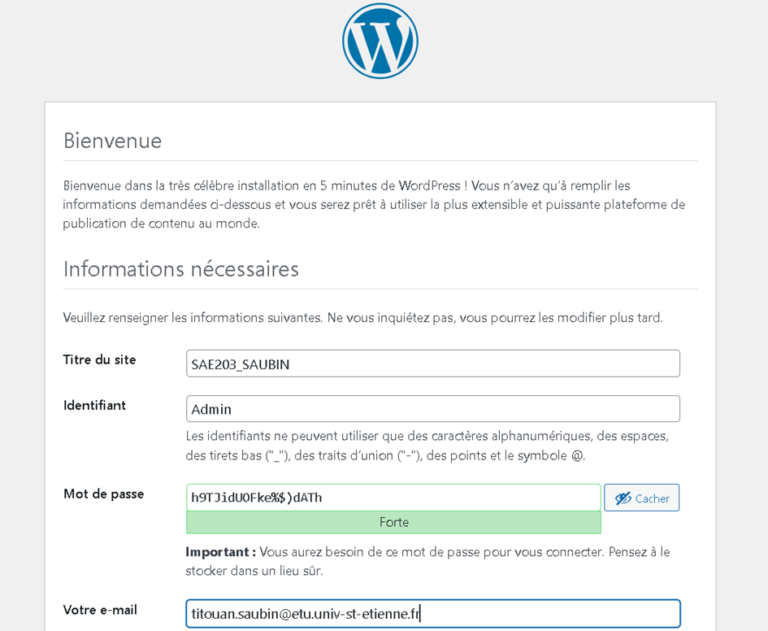 Bienvenue
Bienvenue dans la très célèbre installation en 5 minutes de WordPress ! Vous n’avez qu’à remplir les
informations demandées ci-dessous et vous serez prêt à utiliser la plus extensible et puissante plateforme de
publication de contenu au monde.
Informations nécessaires
Veuillez renseigner les informations suivantes. Ne vous inquiétez pas, vous pourrez les modifier plus tard.
Titre du site
SAE203_SAUBIN
Identifiant
Admin
Les identifiants ne peuvent utiliser que des caractères alphanumériques, des espaces,
des tirets bas ("_"), des traits d’union ("-"), des points et le symbole @.
Mot de passe
h9TJidU0Fke%$)dATh
Cacher
Forte
Important : Vous aurez besoin de ce mot de passe pour vous connecter. Pensez à le
stocker dans un lieu sûr.
Votre e-mail
titouan.saubin@etu.univ-st-etienne.fr